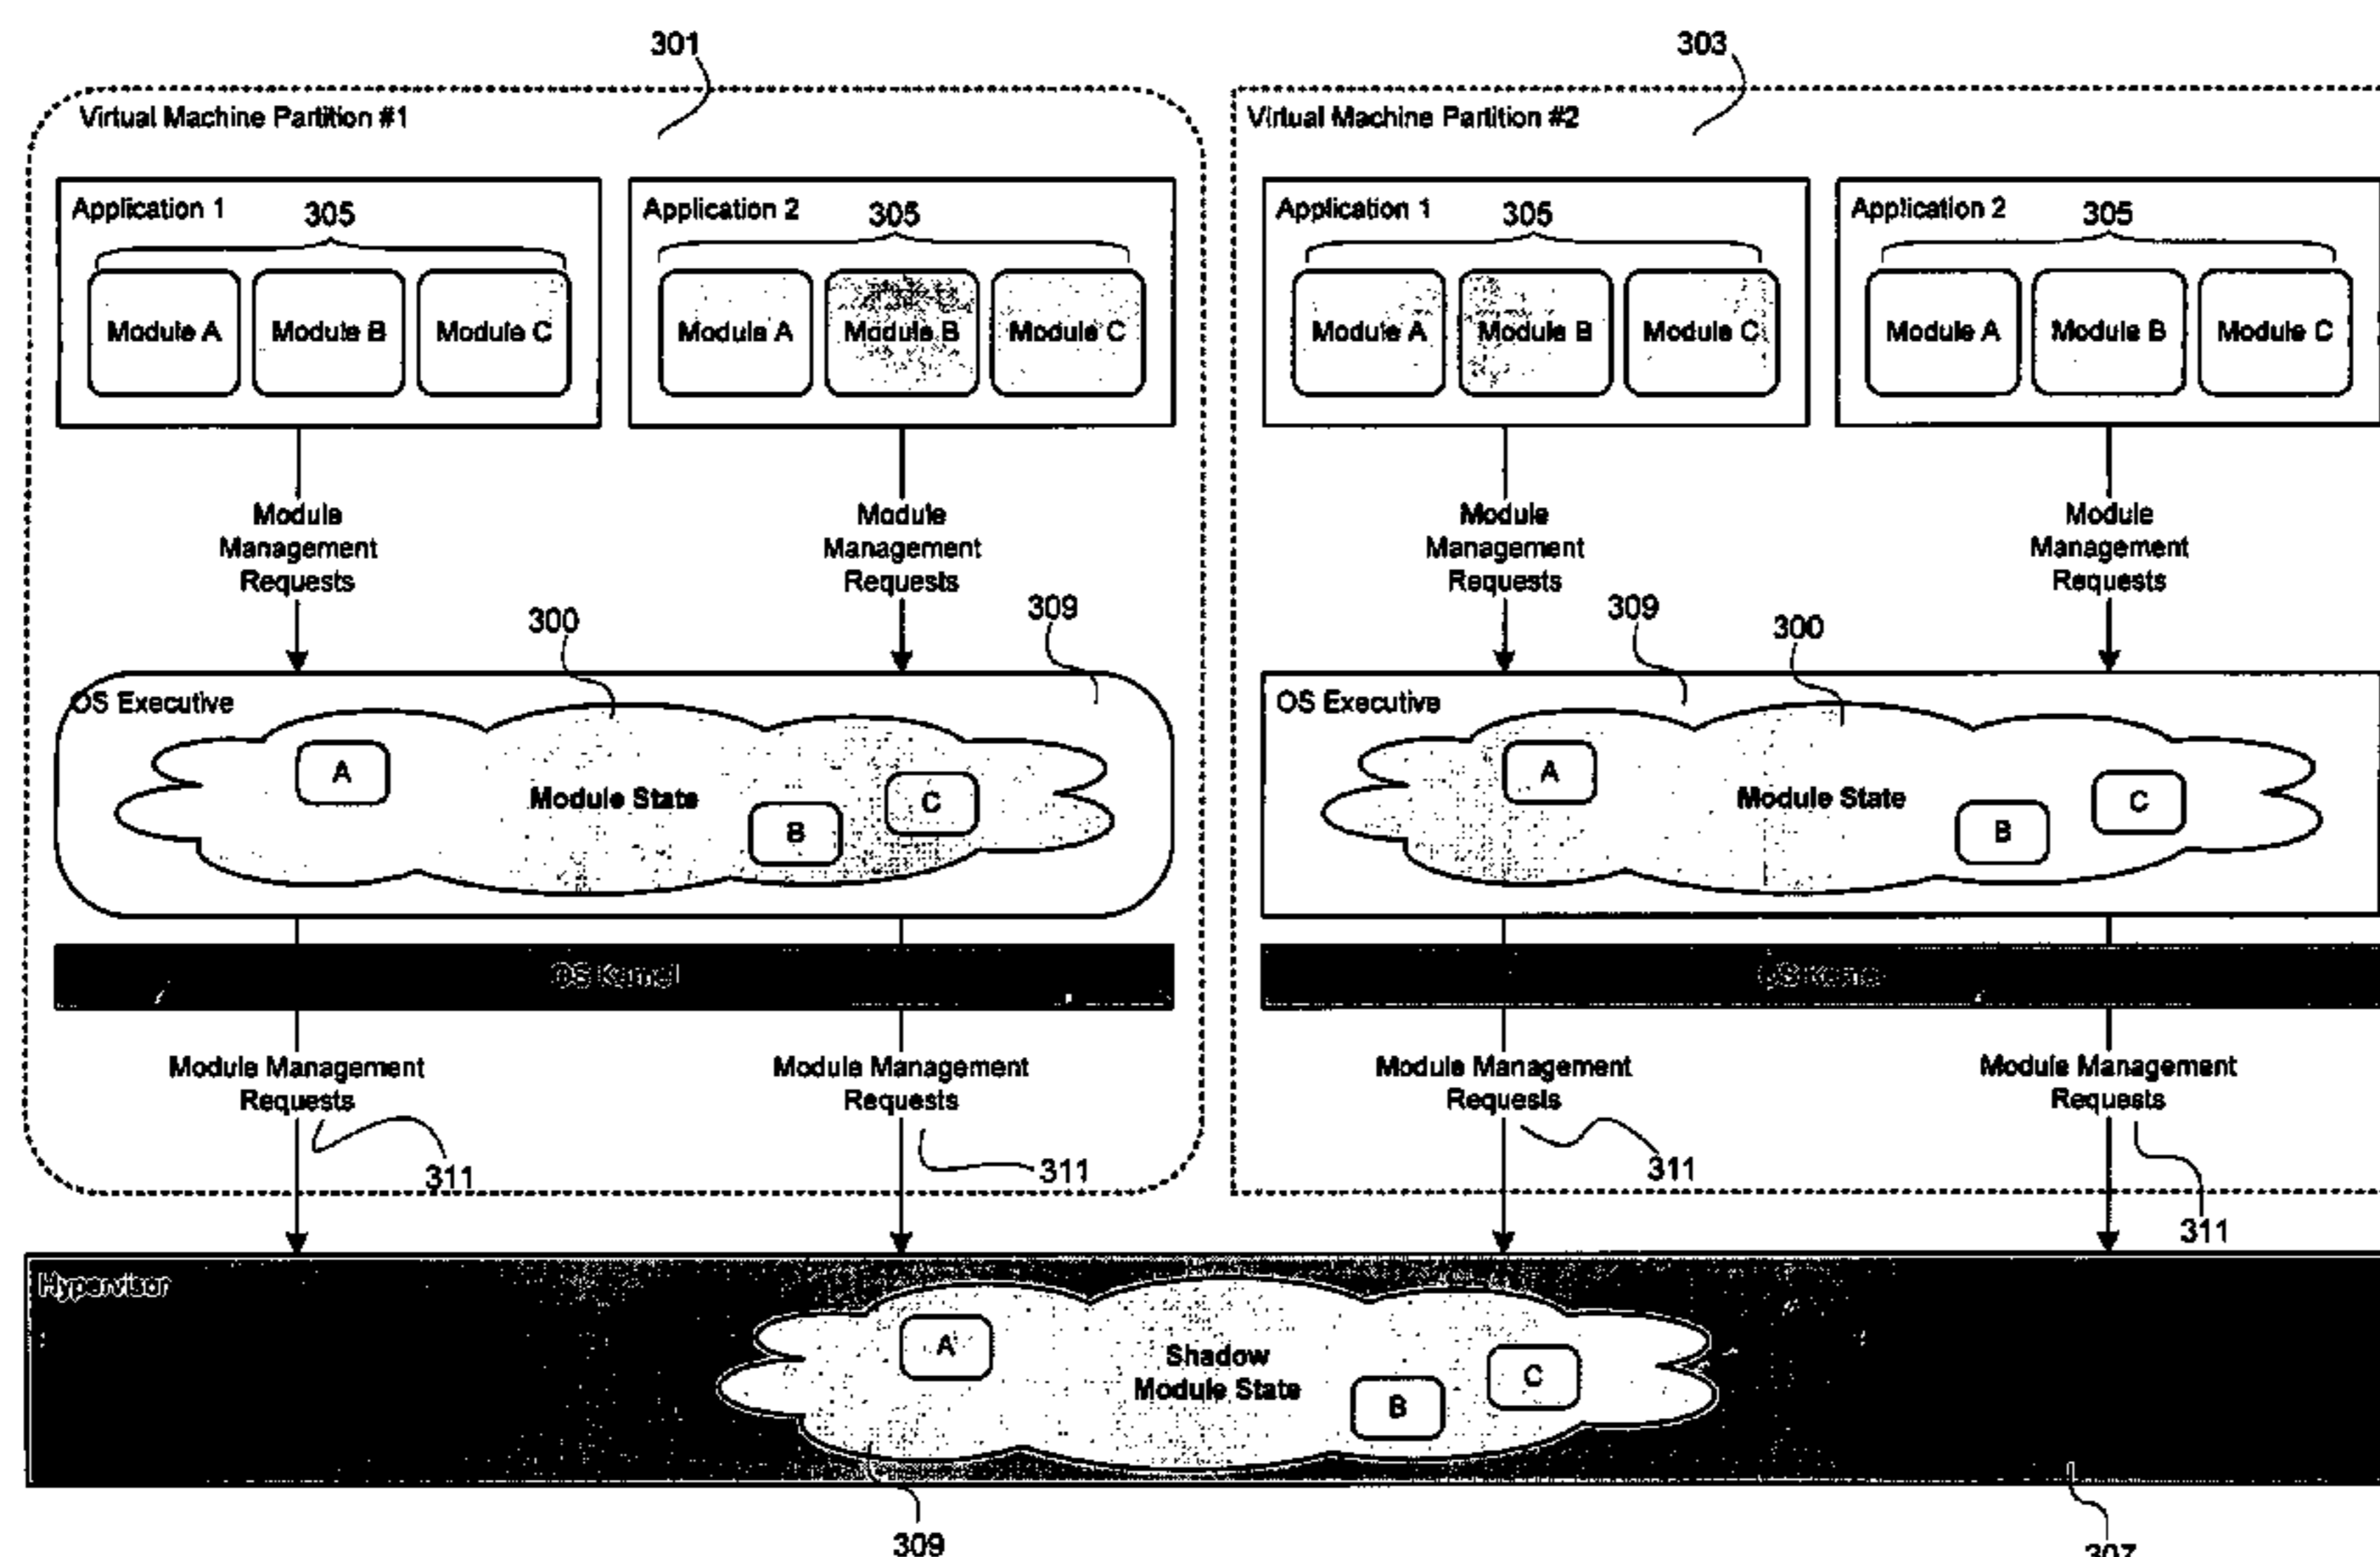 301
303
Virtual Machine Partition #1
Virtual Machine Partition #2
Application 1
305
Application 2
305
Application 1
305
Application 2
305
Module A
Module B
Module C
Module A
Module B
Module C
Module A
Module B
Module C
Module A
Module B
Module C
Module
Management
Requests
Module
Management
Requests
Module
Management
Requests
Module
Management
Requests
300
309
309
300
OS Executive
A
Module State
B
C
OS Executive
A
Module State
B
C
OS Kernel
OS Kernel
Module Management
Requests
Module Management
Requests
Module Management
Requests
Module Management
Requests
311
311
311
311
Hypervisor
A
Shadow
Module State
B
C
309
307